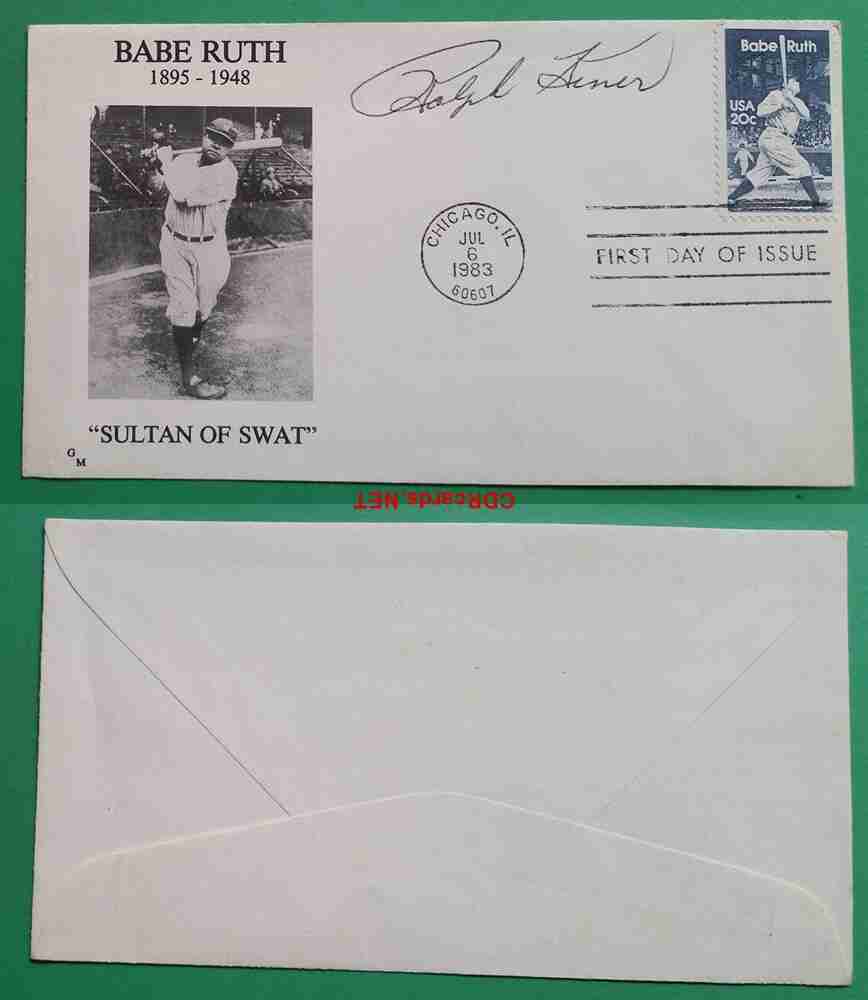 BABE RUTH
1895 - 1948
Ralph Kiner
Babe Ruth
USA
20c
CHICAGO, IL
JUL
6
1983
60607
FIRST DAY OF ISSUE
"SULTAN OF SWAT"
G
M
CDRcards.NET